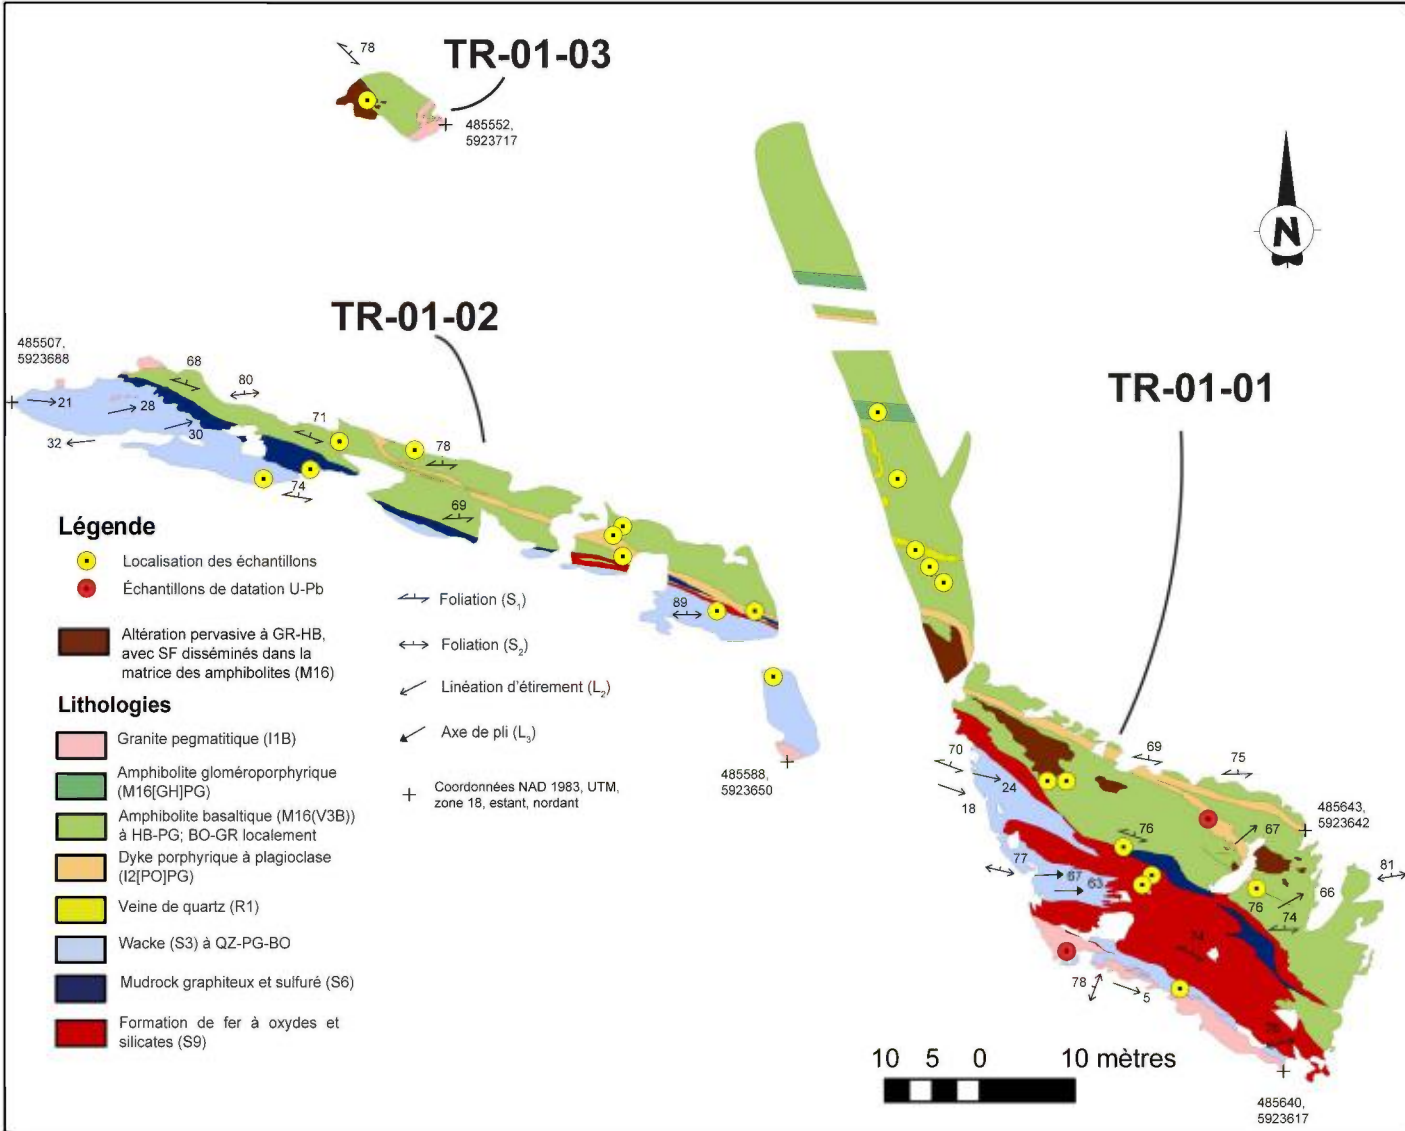 78
TR-01-03
485552,
5923717
N
TR-01-02
TR-01-01
485507,
5923688
68
80
21
28
30
32
71
78
74
69
89
485588,
5923650
70
24
18
69
75
485643,
5923642
67
76
77
67
63
81
66
76
74
74
78
5
76
485640,
5923617
Légende
Localisation des échantillons
Échantillons de datation U-Pb
Altération pervasive à GR-HB,
avec SF disséminés dans la
matrice des amphibolites (M16)
Lithologies
Granite pegmatitique (I1B)
Amphibolite gloméroporphyrique
(M16[GH]PG)
Amphibolite basaltique (M16(V3B))
à HB-PG; BO-GR localement
Dyke porphyrique à plagioclase
(I2[PO]PG)
Veine de quartz (R1)
Wacke (S3) à QZ-PG-BO
Mudrock graphiteux et sulfuré (S6)
Formation de fer à oxydes et
silicates (S9)
Foliation (S₁)
Foliation (S₂)
Linéation d'étirement (L₂)
Axe de pli (L₃)
Coordonnées NAD 1983, UTM,
zone 18, estant, nordant
10 5 0 10 mètres